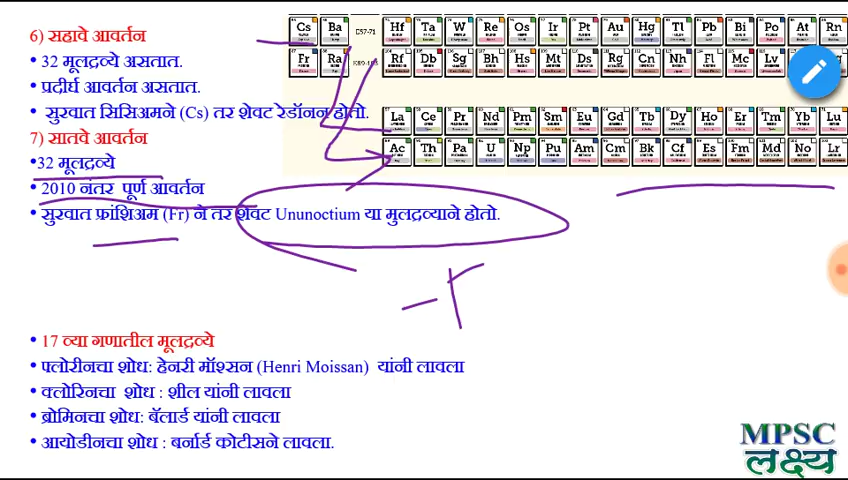 6) सहावे आवर्तन
• 32 मूलद्रव्ये असतात.
• प्रदीर्घ आवर्तन असतात.
• सुरवात सिसिअमने (Cs) तर शेवट रेडॉनन होतो.
7) सातवे आवर्तन
•32 मूलद्रव्ये
• 2010 नंतर पूर्ण आवर्तन
• सुरवात फ्रांशिअम (Fr) ने तर शेवट Ununoctium या मुलद्रव्याने होतो.
Cs Ba Hf Ta W Re Os Ir Pt Au Hg Tl Pb Bi Po At Rn
Fr Ra Rf Db Sg Bh Hs Mt Ds Rg Cn Nh Fl Mc Lv
La Ce Pr Nd Pm Sm Eu Gd Tb Dy Ho Er Tm Yb Lu
Ac Th Pa U Np Pu Am Cm Bk Cf Es Fm Md No Lr
• 17 व्या गणातील मूलद्रव्ये
• फ्लोरीनचा शोध: हेनरी मॉश्सन (Henri Moissan) यांनी लावला
• क्लोरिनचा शोध : शील यांनी लावला
• ब्रोमिनचा शोध: बॅलार्ड यांनी लावला
• आयोडीनचा शोध : बर्नार्ड कोटीसने लावला.
MPSC
लक्ष्य